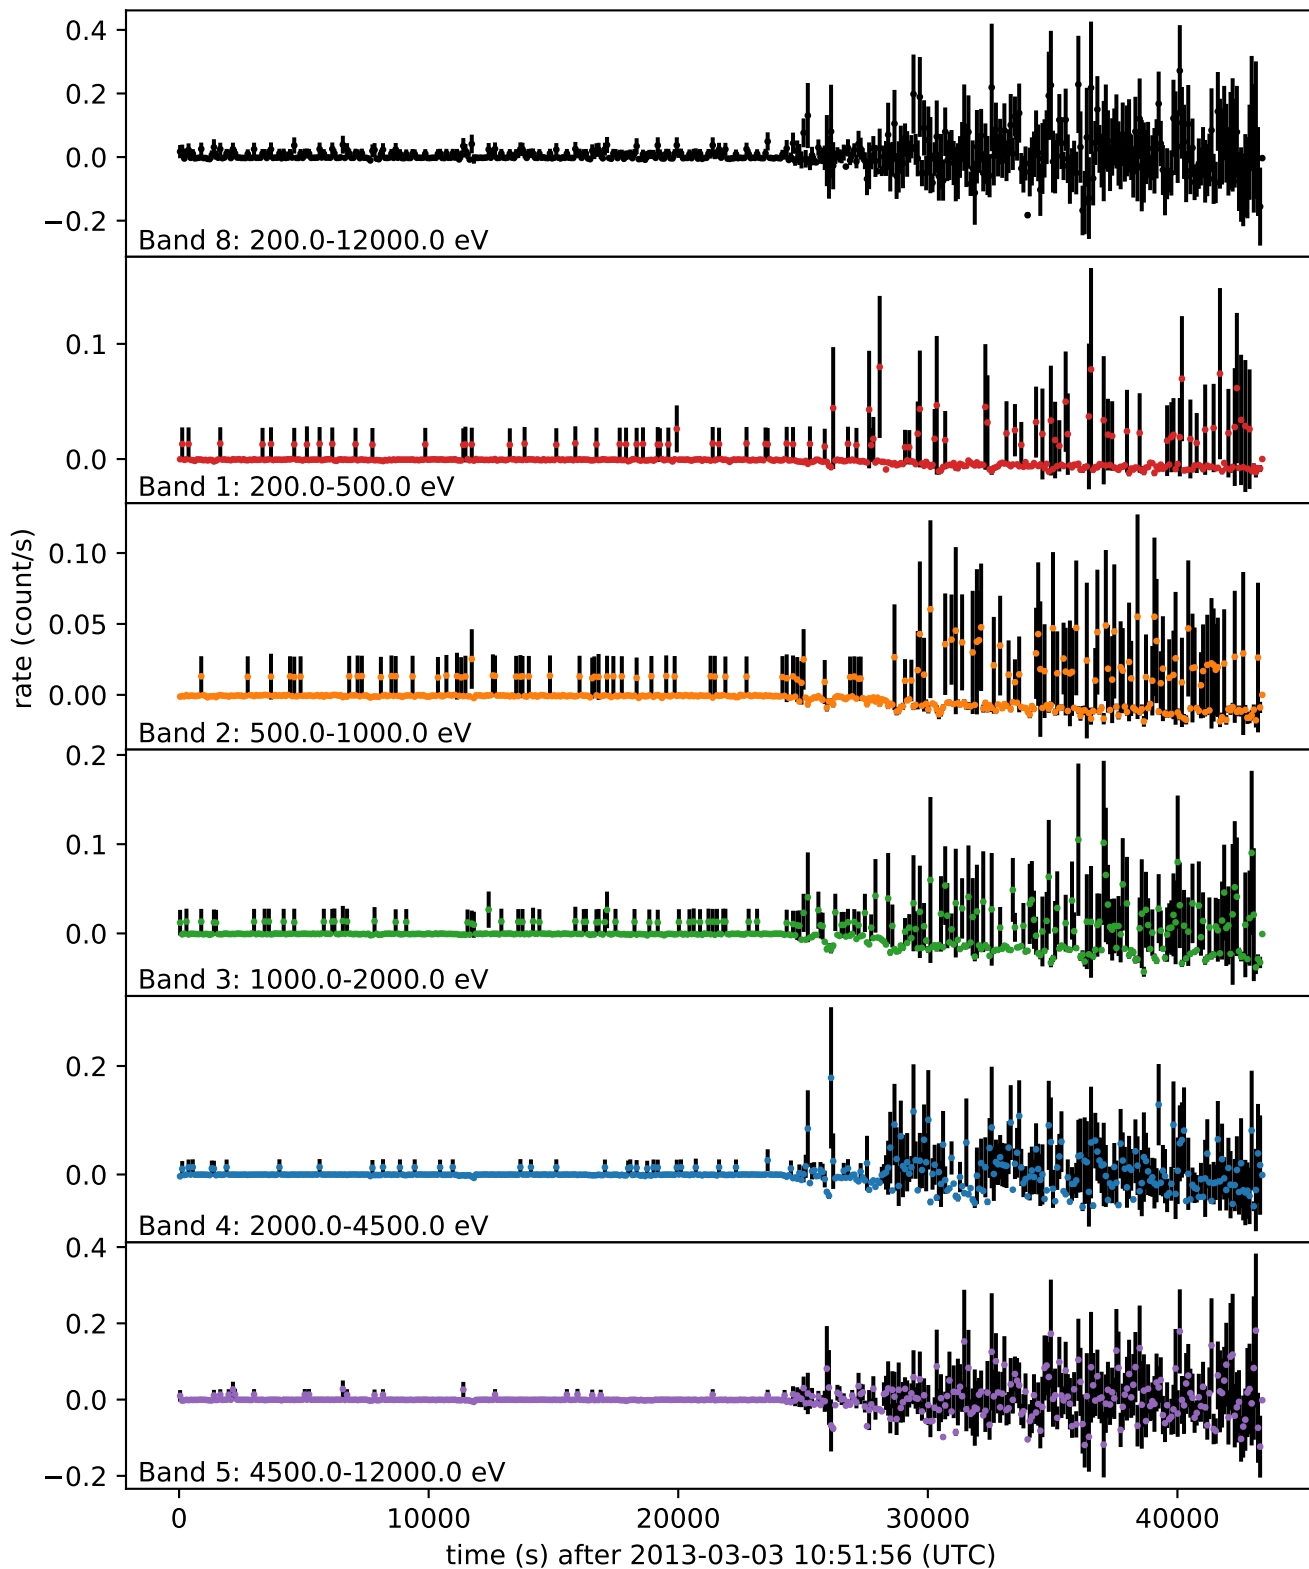 0.4
0.2
0.0
−0.2
Band 8: 200.0-12000.0 eV
0.1
0.0
Band 1: 200.0-500.0 eV
rate (count/s)
0.10
0.05
0.00
Band 2: 500.0-1000.0 eV
0.2
0.1
0.0
Band 3: 1000.0-2000.0 eV
0.2
0.0
Band 4: 2000.0-4500.0 eV
0.4
0.2
0.0
−0.2
Band 5: 4500.0-12000.0 eV
0 10000 20000 30000 40000
time (s) after 2013-03-03 10:51:56 (UTC)